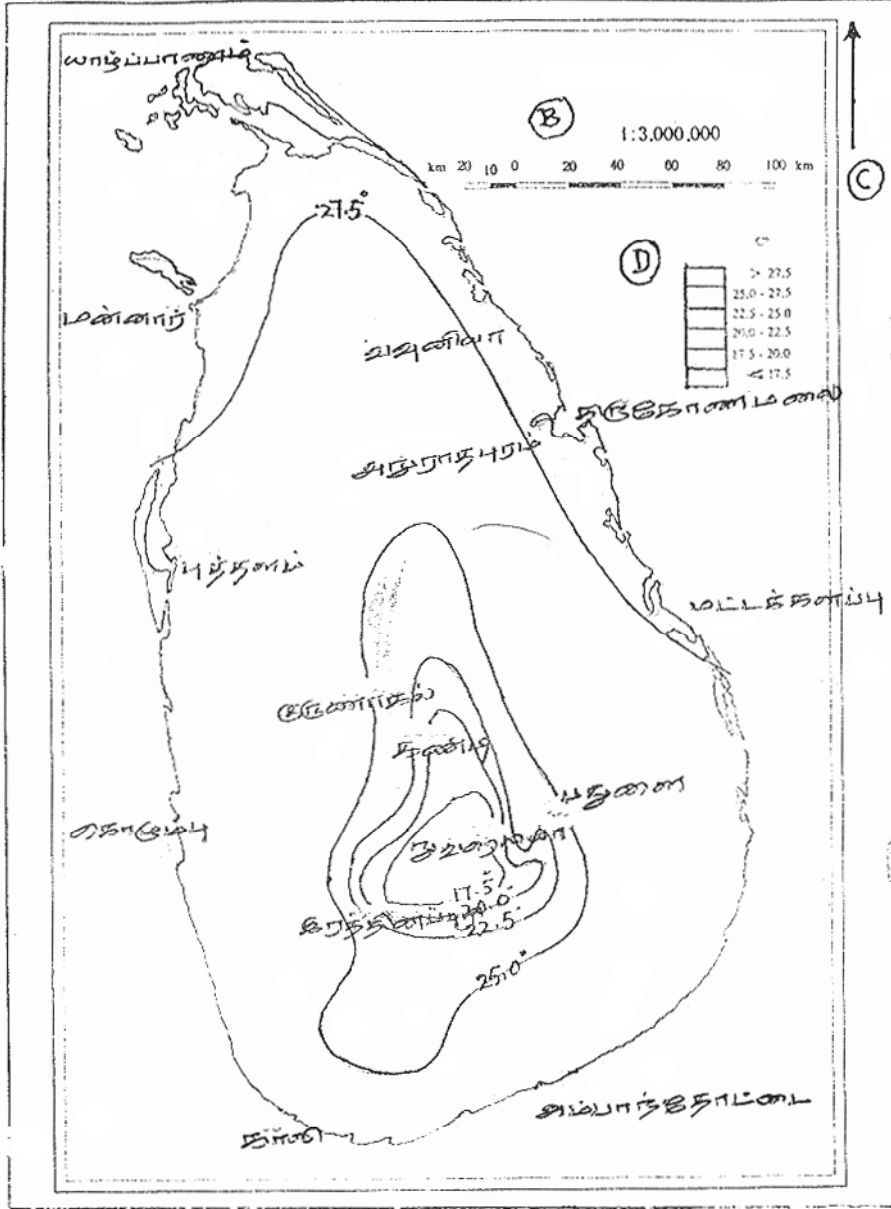 யாழ்ப்பாணம்
B
1:3.000.000
km 20 10 0 20 40 60 80 100 km
C
27.5°
D
> 27.5
25.0 - 27.5
22.5 - 25.0
20.0 - 22.5
17.5 - 20.0
< 17.5
மன்னார்
வவுனியா
திருகோணமலை
அநுராதபுரம்
புத்தளம்
மட்டக்களப்பு
குருணாகல்
கண்டி
பதுளை
கொழும்பு
நுவரெலியா
17.5°
20.0°
இரத்தினபுரி
22.5°
25.0°
அம்பாந்தோட்டை
காலி